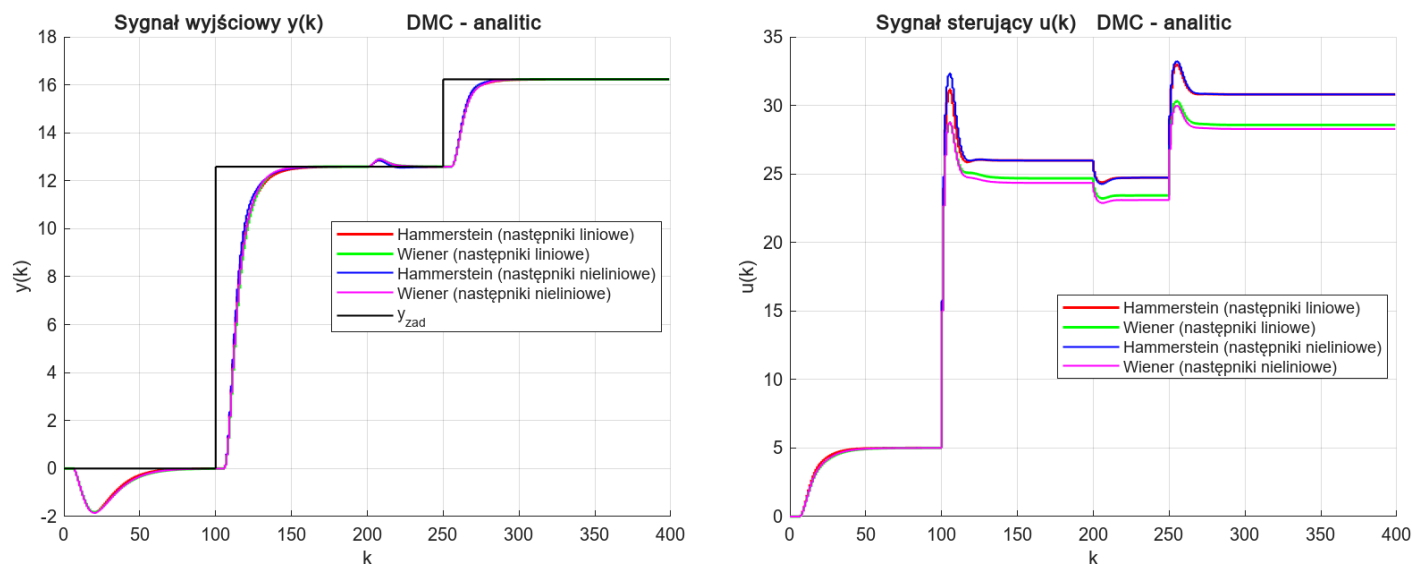 Sygnał wyjściowy y(k) DMC - analitic
18
16
14
12
10
8
6
4
2
0
-2
y(k)
0 50 100 150 200 250 300 350 400
k
Hammerstein (następniki liniowe)
Wiener (następniki liniowe)
Hammerstein (następniki nieliniowe)
Wiener (następniki nieliniowe)
y_zad
Sygnał sterujący u(k) DMC - analitic
35
30
25
20
15
10
5
0
u(k)
0 50 100 150 200 250 300 350 400
k
Hammerstein (następniki liniowe)
Wiener (następniki liniowe)
Hammerstein (następniki nieliniowe)
Wiener (następniki nieliniowe)